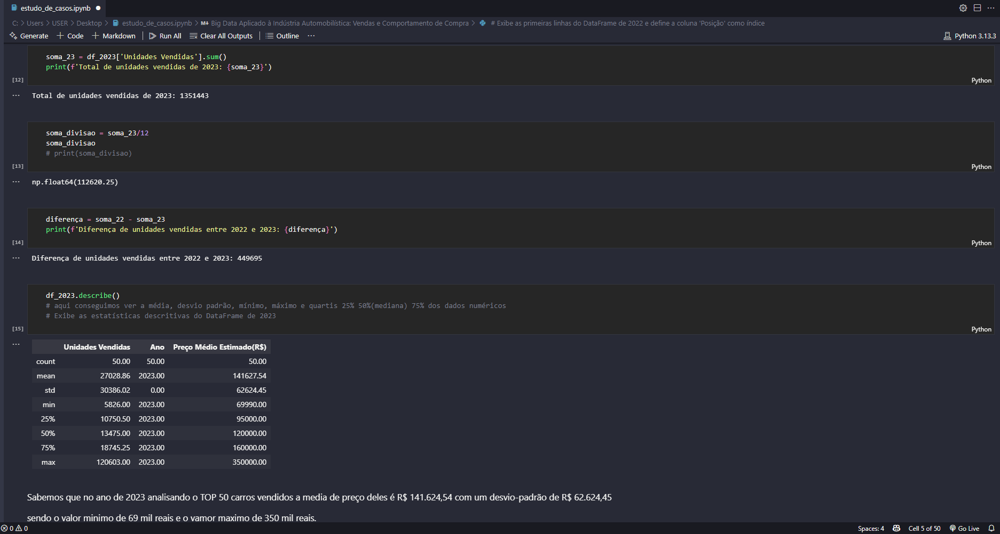 estudo_de_casos.ipynb
C: > Users > USER > Desktop > estudo_de_casos.ipynb > M↓ Big Data Aplicado à Indústria Automobilística: Vendas e Comportamento de Compra > # Exibe as primeiras linhas do DataFrame de 2022 e define a coluna 'Posição' como índice
Generate + Code + Markdown | Run All Clear All Outputs | Outline ... Python 3.13.3
soma_23 = df_2023['Unidades Vendidas'].sum()
print(f'Total de unidades vendidas de 2023: {soma_23}')
[12] Python
... Total de unidades vendidas de 2023: 1351443
soma_divisao = soma_23/12
soma_divisao
# print(soma_divisao)
[13] Python
... np.float64(112620.25)
diferença = soma_22 - soma_23
print(f'Diferença de unidades vendidas entre 2022 e 2023: {diferença}')
[14] Python
... Diferença de unidades vendidas entre 2022 e 2023: 449695
df_2023.describe()
# aqui conseguimos ver a média, desvio padrão, mínimo, máximo e quartis 25% 50%(mediana) 75% dos dados numéricos
# Exibe as estatísticas descritivas do DataFrame de 2023
[15] Python
...
Unidades Vendidas Ano Preço Médio Estimado(R$)
count 50.00 50.00 50.00
mean 27028.86 2023.00 141627.54
std 30386.02 0.00 62624.45
min 5826.00 2023.00 69990.00
25% 10750.50 2023.00 95000.00
50% 13475.00 2023.00 120000.00
75% 18745.25 2023.00 160000.00
max 120603.00 2023.00 350000.00
Sabemos que no ano de 2023 analisando o TOP 50 carros vendidos a media de preço deles é R$ 141.624,54 com um desvio-padrão de R$ 62.624,45
sendo o valor minimo de 69 mil reais e o vamor maximo de 350 mil reais.
0 0 Spaces: 4 Cell 5 of 50 Go Live